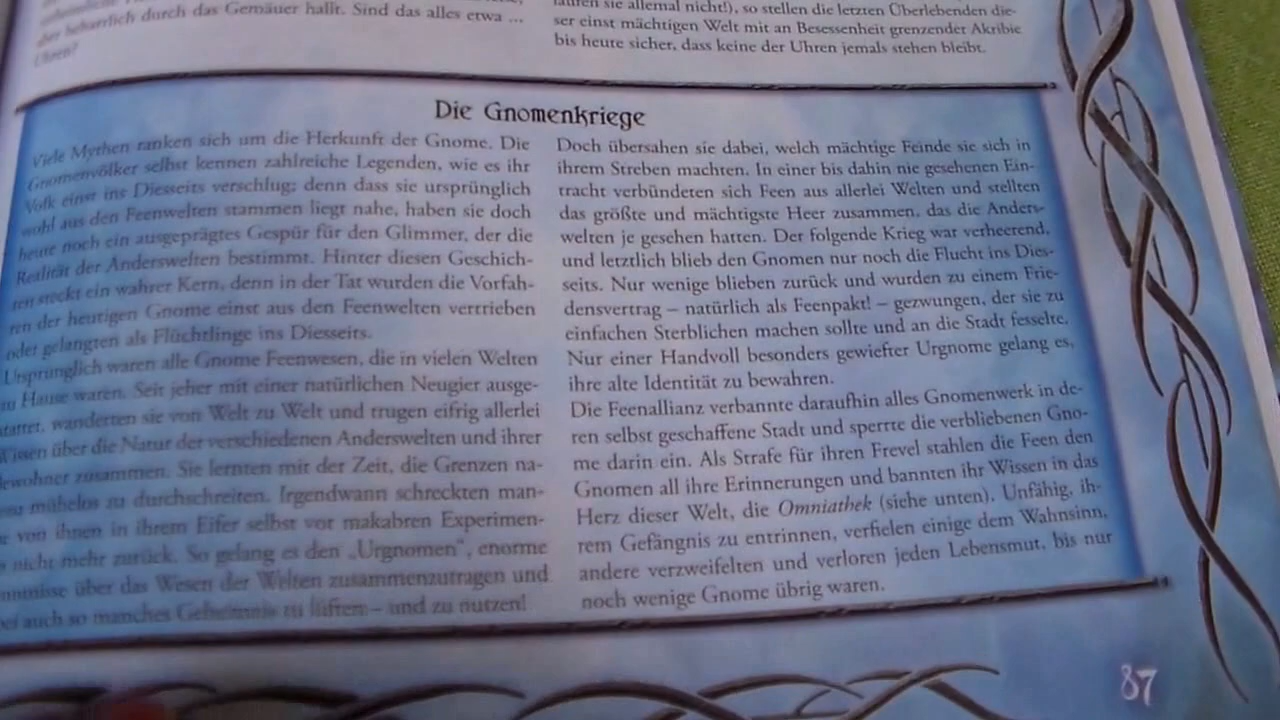 aber beharrlich durch das Gemäuer hallt. Sind das alles etwa ...
Uhren?
laufen sie allemal nicht!), so stellen die letzten Überlebenden die-
ser einst mächtigen Welt mit an Besessenheit grenzender Akribie
bis heute sicher, dass keine der Uhren jemals stehen bleibt.
Die Gnomenkriege
Viele Mythen ranken sich um die Herkunft der Gnome. Die
Gnomenvölker selbst kennen zahlreiche Legenden, wie es ihr
Volk einst ins Diesseits verschlug; denn dass sie ursprünglich
wohl aus den Feenwelten stammen liegt nahe, haben sie doch
heute noch ein ausgeprägtes Gespür für den Glimmer, der die
Realität der Anderswelten bestimmt. Hinter diesen Geschich-
ten steckt ein wahrer Kern, denn in der Tat wurden die Vorfah-
ren der heutigen Gnome einst aus den Feenwelten vertrieben
oder gelangten als Flüchtlinge ins Diesseits.
Ursprünglich waren alle Gnome Feenwesen, die in vielen Welten
zu Hause waren. Seit jeher mit einer natürlichen Neugier ausge-
stattet, wanderten sie von Welt zu Welt und trugen eifrig allerlei
Wissen über die Natur der verschiedenen Anderswelten und ihrer
Bewohner zusammen. Sie lernten mit der Zeit, die Grenzen na-
hezu mühelos zu durchschreiten. Irgendwann schreckten man-
che von ihnen in ihrem Eifer selbst vor makabren Experimen-
ten nicht mehr zurück. So gelang es den „Urgnomen“, enorme
Kenntnisse über das Wesen der Welten zusammenzutragen und
dabei auch so manches Geheimnis zu lüften – und zu nutzen!
Doch übersahen sie dabei, welch mächtige Feinde sie sich in
ihrem Streben machten. In einer bis dahin nie gesehenen Ein-
tracht verbündeten sich Feen aus allerlei Welten und stellten
das größte und mächtigste Heer zusammen, das die Anders-
welten je gesehen hatten. Der folgende Krieg war verheerend,
und letztlich blieb den Gnomen nur noch die Flucht ins Dies-
seits. Nur wenige blieben zurück und wurden zu einem Frie-
densvertrag – natürlich als Feenpakt! – gezwungen, der sie zu
einfachen Sterblichen machen sollte und an die Stadt fesselte.
Nur einer Handvoll besonders gewiefter Urgnome gelang es,
ihre alte Identität zu bewahren.
Die Feenallianz verbannte daraufhin alles Gnomenwerk in de-
ren selbst geschaffene Stadt und sperrte die verbliebenen Gno-
me darin ein. Als Strafe für ihren Frevel stahlen die Feen den
Gnomen all ihre Erinnerungen und bannten ihr Wissen in das
Herz dieser Welt, die Omniathek (siehe unten). Unfähig, ih-
rem Gefängnis zu entrinnen, verfielen einige dem Wahnsinn,
andere verzweifelten und verloren jeden Lebensmut, bis nur
noch wenige Gnome übrig waren.
87